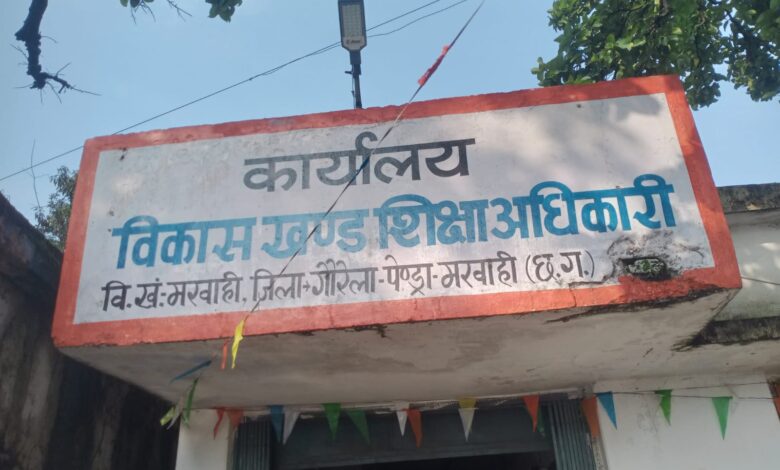 कार्यालय
विकास खण्ड शिक्षा अधिकारी
वि.खं:-मरवाही, जिला→गौरेला-पेण्ड्रा-मरवाही (छ.ग.)